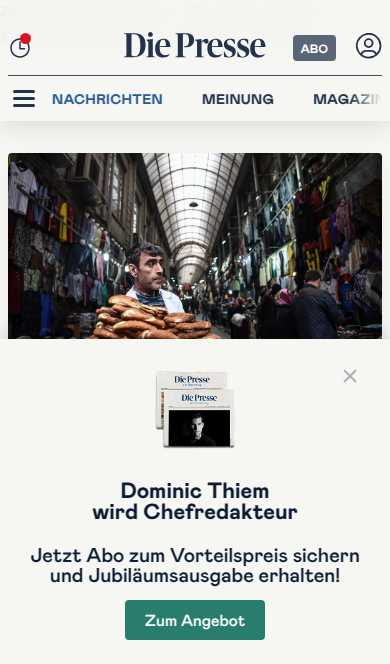 Die Presse
ABO
NACHRICHTEN MEINUNG MAGAZIN
Die Presse
Die Presse
Dominic Thiem
wird Chefredakteur
Jetzt Abo zum Vorteilspreis sichern
und Jubiläumsausgabe erhalten!
Zum Angebot